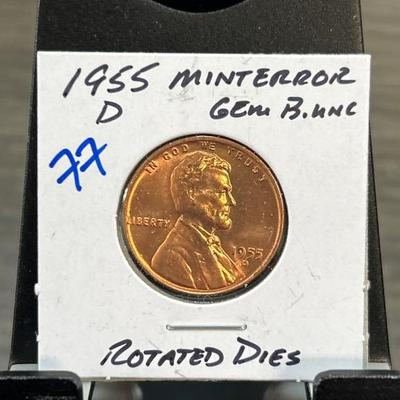 1955 MINTERROR
D GEM B.UNC
77
IN GOD WE TRUST
LIBERTY
1955
D
ROTATED DIES